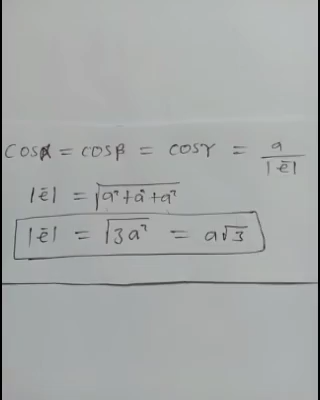 cosα = cosβ = cosγ = a/|ē|
|ē| = √a²+a²+a²
|ē| = √3a² = a√3